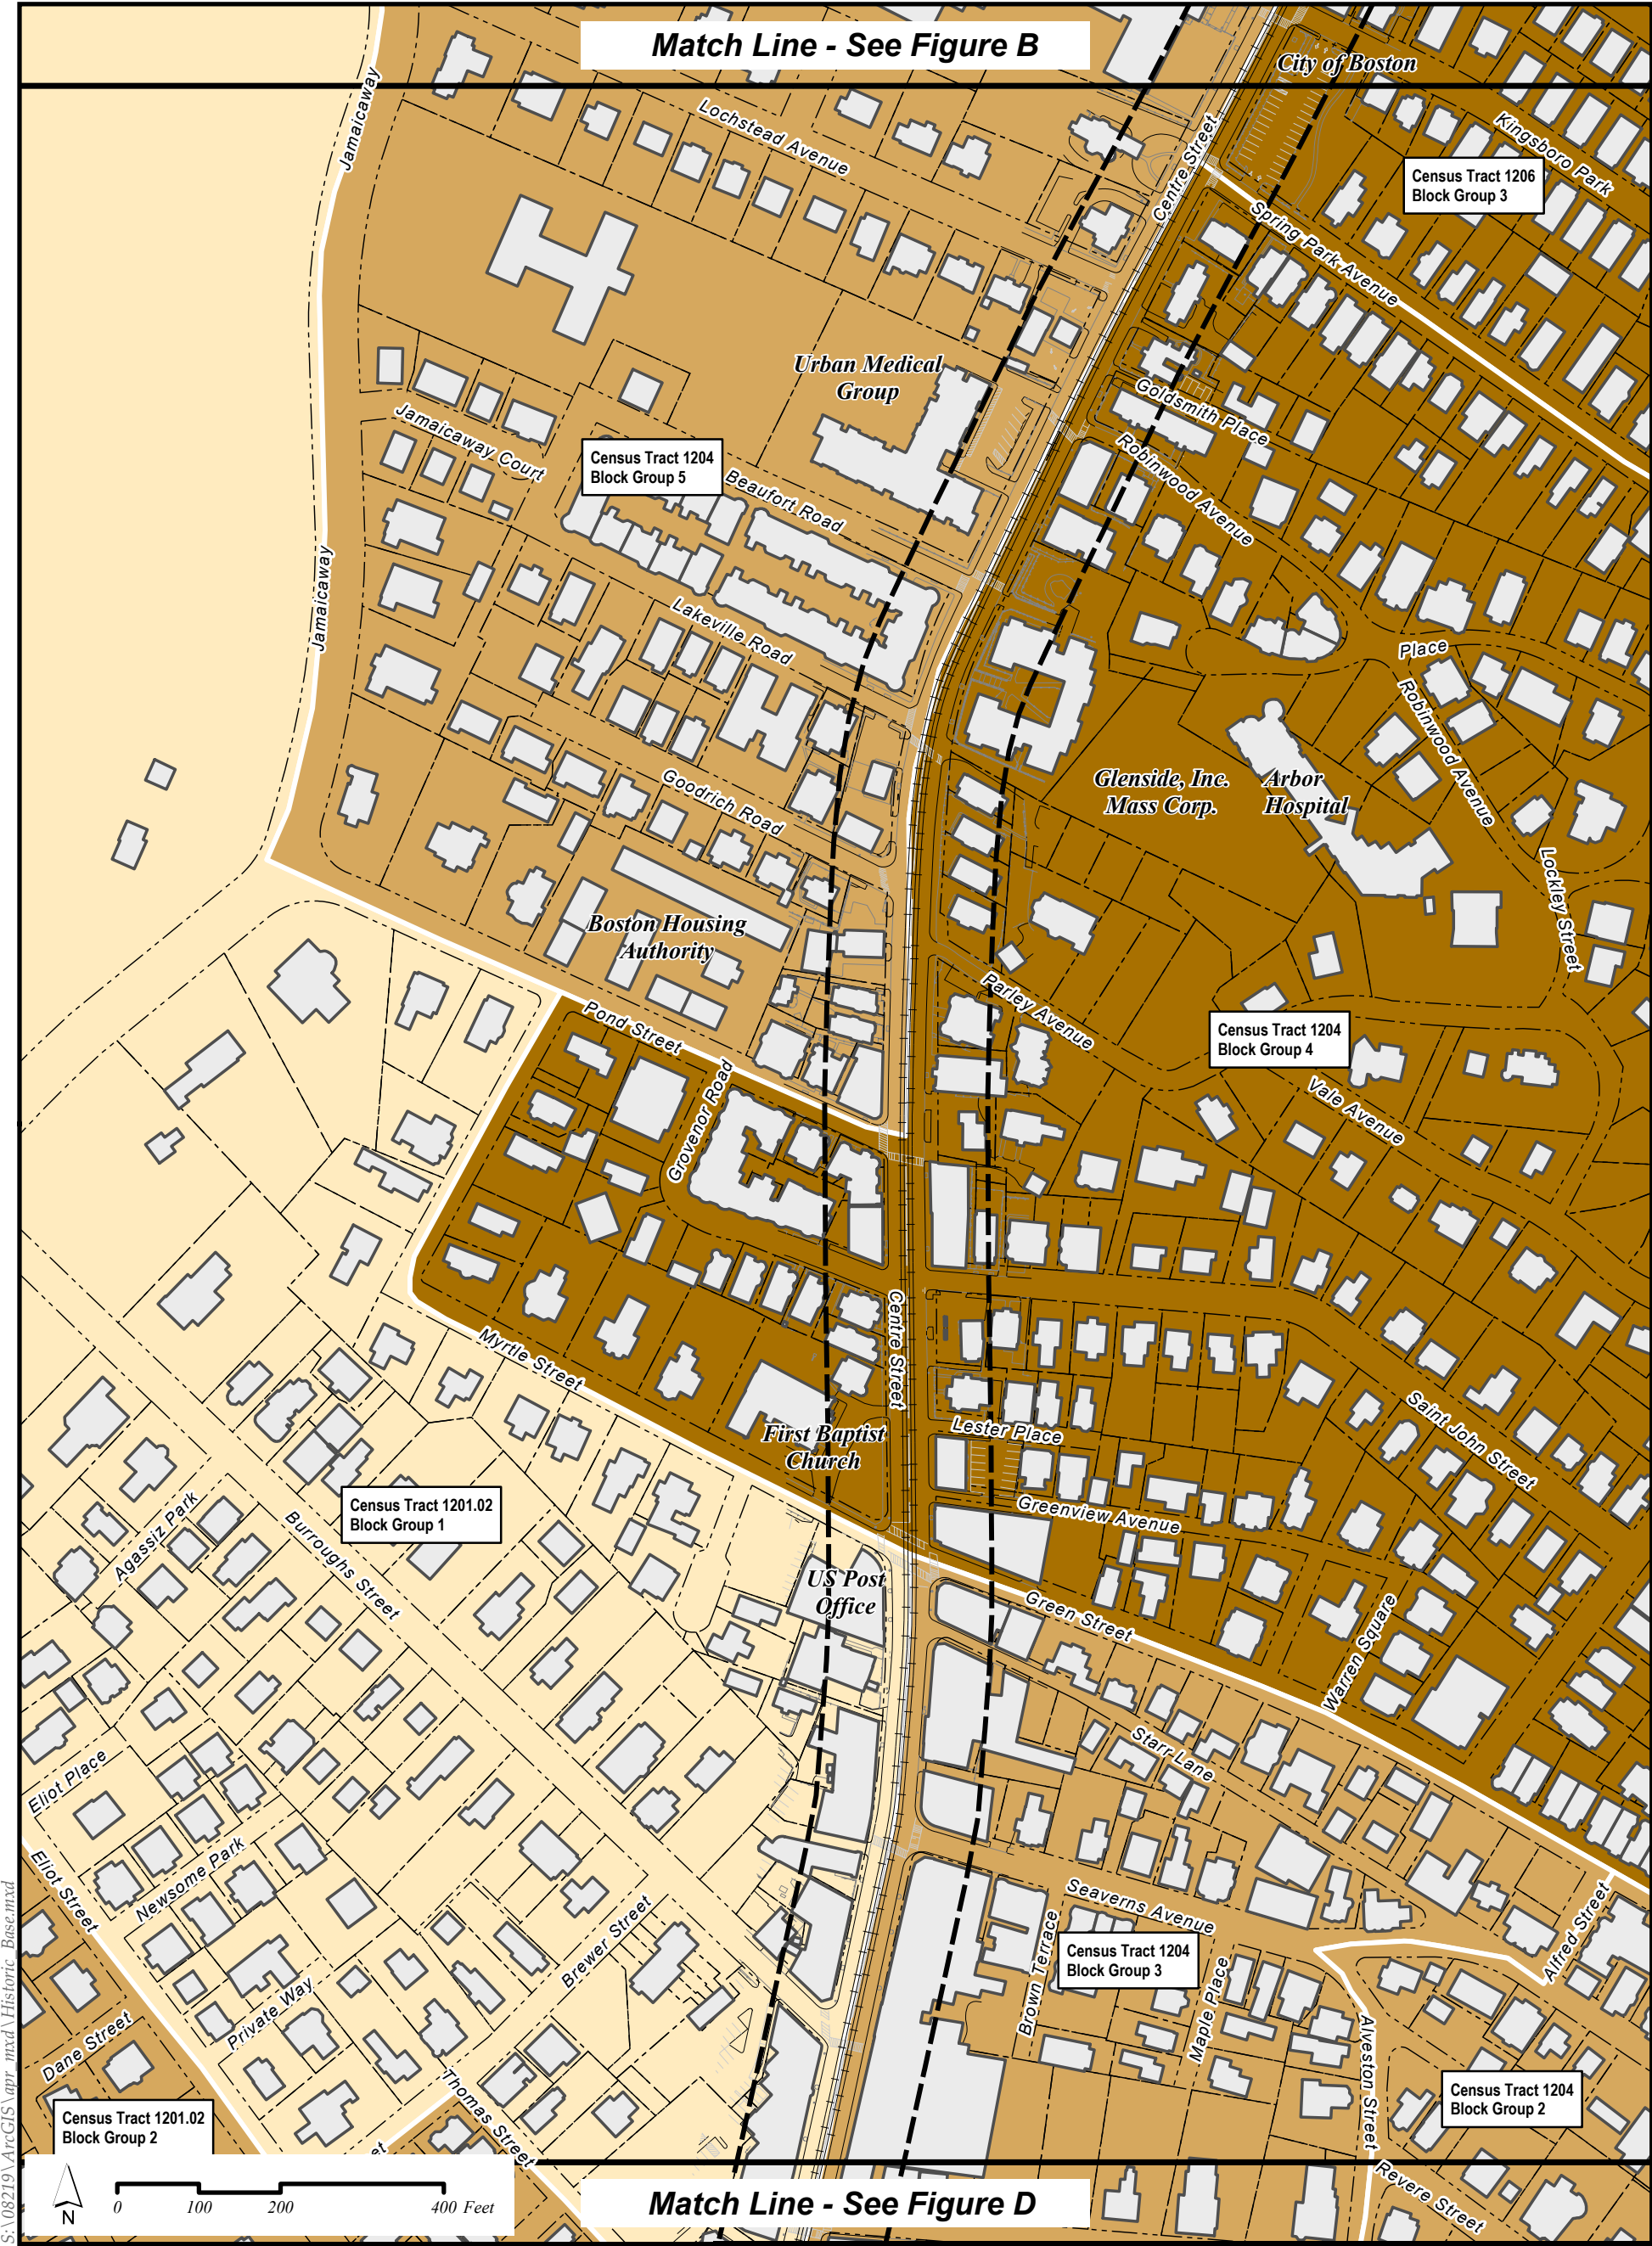 Match Line - See Figure B
City of Boston
Jamaicaway
Lochstead Avenue
Centre Street
Kingsboro Park
Census Tract 1206
Block Group 3
Spring Park Avenue
Urban Medical
Group
Goldsmith Place
Jamaicaway Court
Robinwood Avenue
Census Tract 1204
Block Group 5
Beaufort Road
Jamaicaway
Lakeville Road
Place
Robinwood Avenue
Glenside, Inc.
Mass Corp.
Arbor
Hospital
Goodrich Road
Lockley Street
Boston Housing
Authority
Parley Avenue
Pond Street
Census Tract 1204
Block Group 4
Grovenor Road
Vale Avenue
Centre Street
Myrtle Street
Saint John Street
First Baptist
Church
Lester Place
Census Tract 1201.02
Block Group 1
Agassiz Park
Burroughs Street
Greenview Avenue
US Post
Office
Green Street
Warren Square
Starr Lane
Eliot Place
Newsome Park
Eliot Street
Seaverns Avenue
Brown Terrace
Census Tract 1204
Block Group 3
Alfred Street
Brewer Street
Maple Place
Private Way
Dane Street
Alveston Street
Thomas Street
Census Tract 1204
Block Group 2
Census Tract 1201.02
Block Group 2
et
Revere Street
N
0 100 200 400 Feet
Match Line - See Figure D
S:\08219\ArcGIS\apr_mxd\Historic_Base.mxd